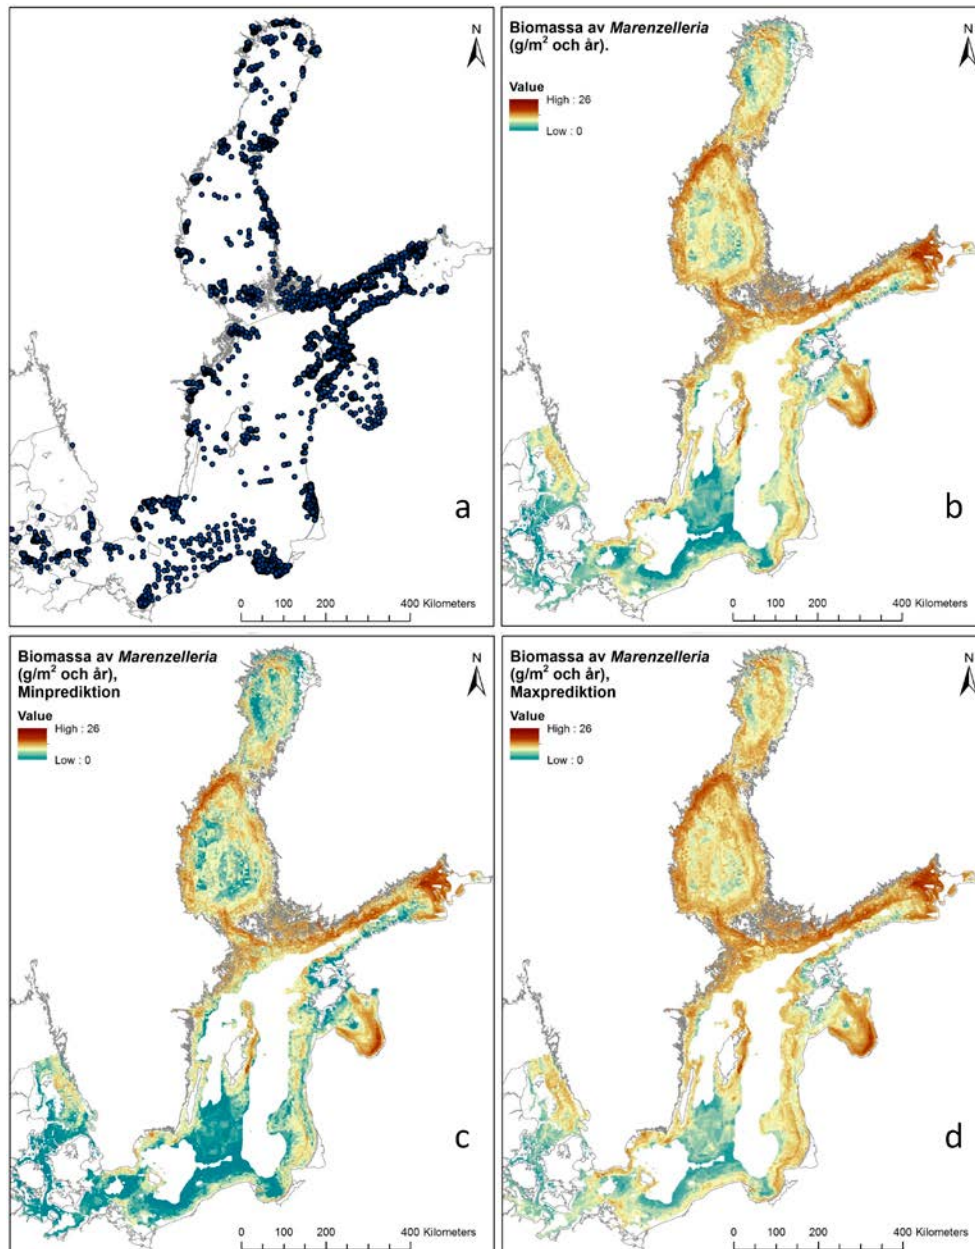 N
a
0 100 200 400 Kilometers
Biomassa av Marenzelleria
(g/m² och år).
Value
High : 26
Low : 0
N
b
0 100 200 400 Kilometers
Biomassa av Marenzelleria
(g/m² och år),
Minprediktion
Value
High : 26
Low : 0
N
c
0 100 200 400 Kilometers
Biomassa av Marenzelleria
(g/m² och år),
Maxprediktion
Value
High : 26
Low : 0
N
d
0 100 200 400 Kilometers